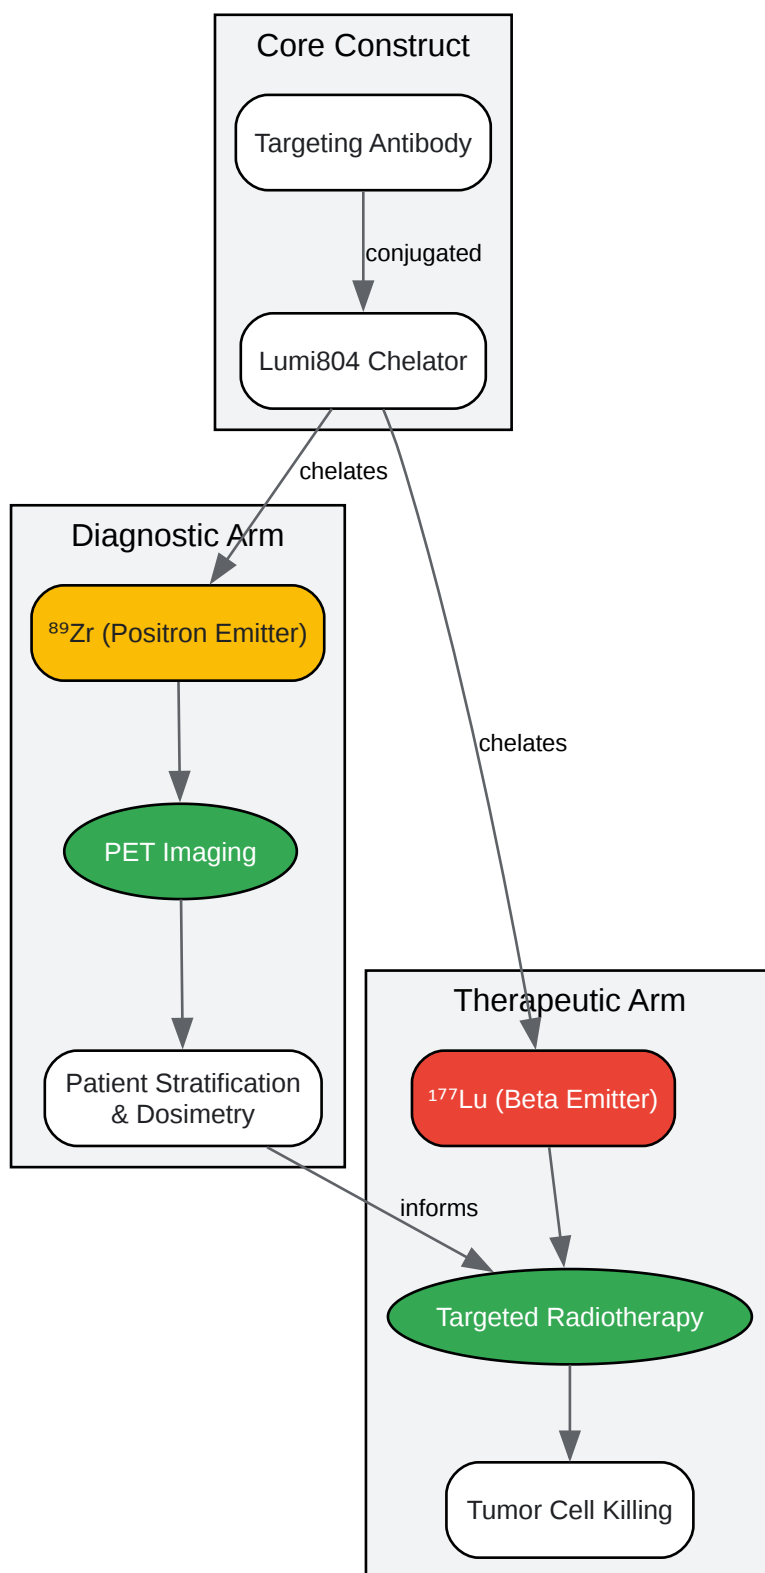 Core Construct
Targeting Antibody
conjugated
Lumi804 Chelator
chelates
Diagnostic Arm
⁸⁹Zr (Positron Emitter)
chelates
PET Imaging
Therapeutic Arm
Patient Stratification
& Dosimetry
¹⁷⁷Lu (Beta Emitter)
informs
Targeted Radiotherapy
Tumor Cell Killing